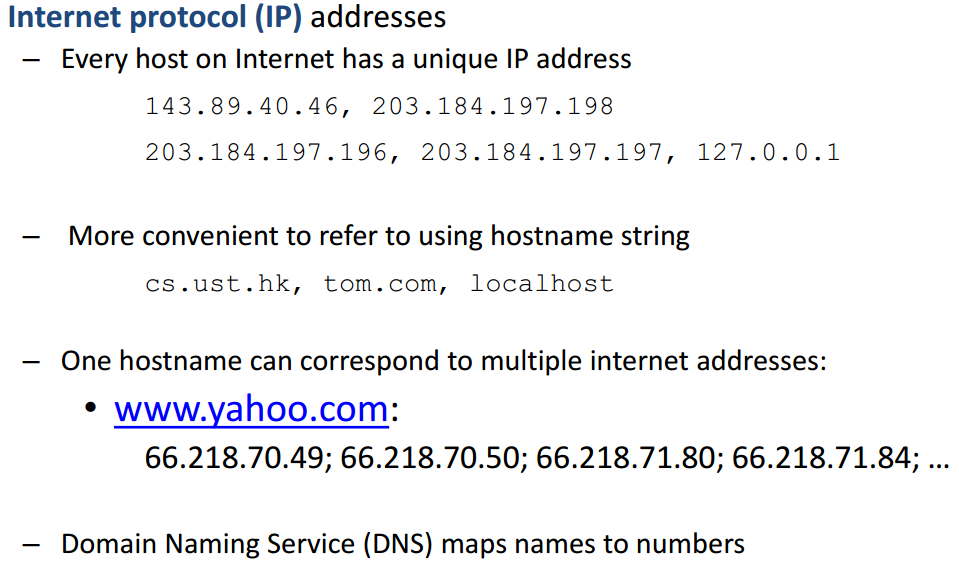 Internet protocol (IP) addresses
– Every host on Internet has a unique IP address
143.89.40.46, 203.184.197.198
203.184.197.196, 203.184.197.197, 127.0.0.1
– More convenient to refer to using hostname string
cs.ust.hk, tom.com, localhost
– One hostname can correspond to multiple internet addresses:
• www.yahoo.com:
66.218.70.49; 66.218.70.50; 66.218.71.80; 66.218.71.84; …
– Domain Naming Service (DNS) maps names to numbers